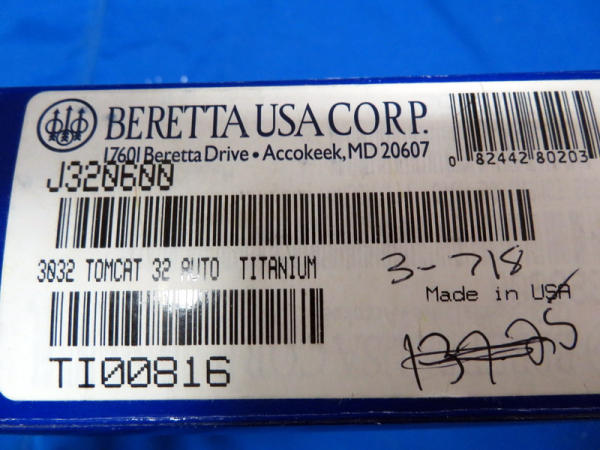 BERETTA USA CORP.
17601 Beretta Drive • Accokeek, MD 20607
0 82442 80203
J320600
3032 TOMCAT 32 AUTO TITANIUM
3-718
Made in USA
TI00816